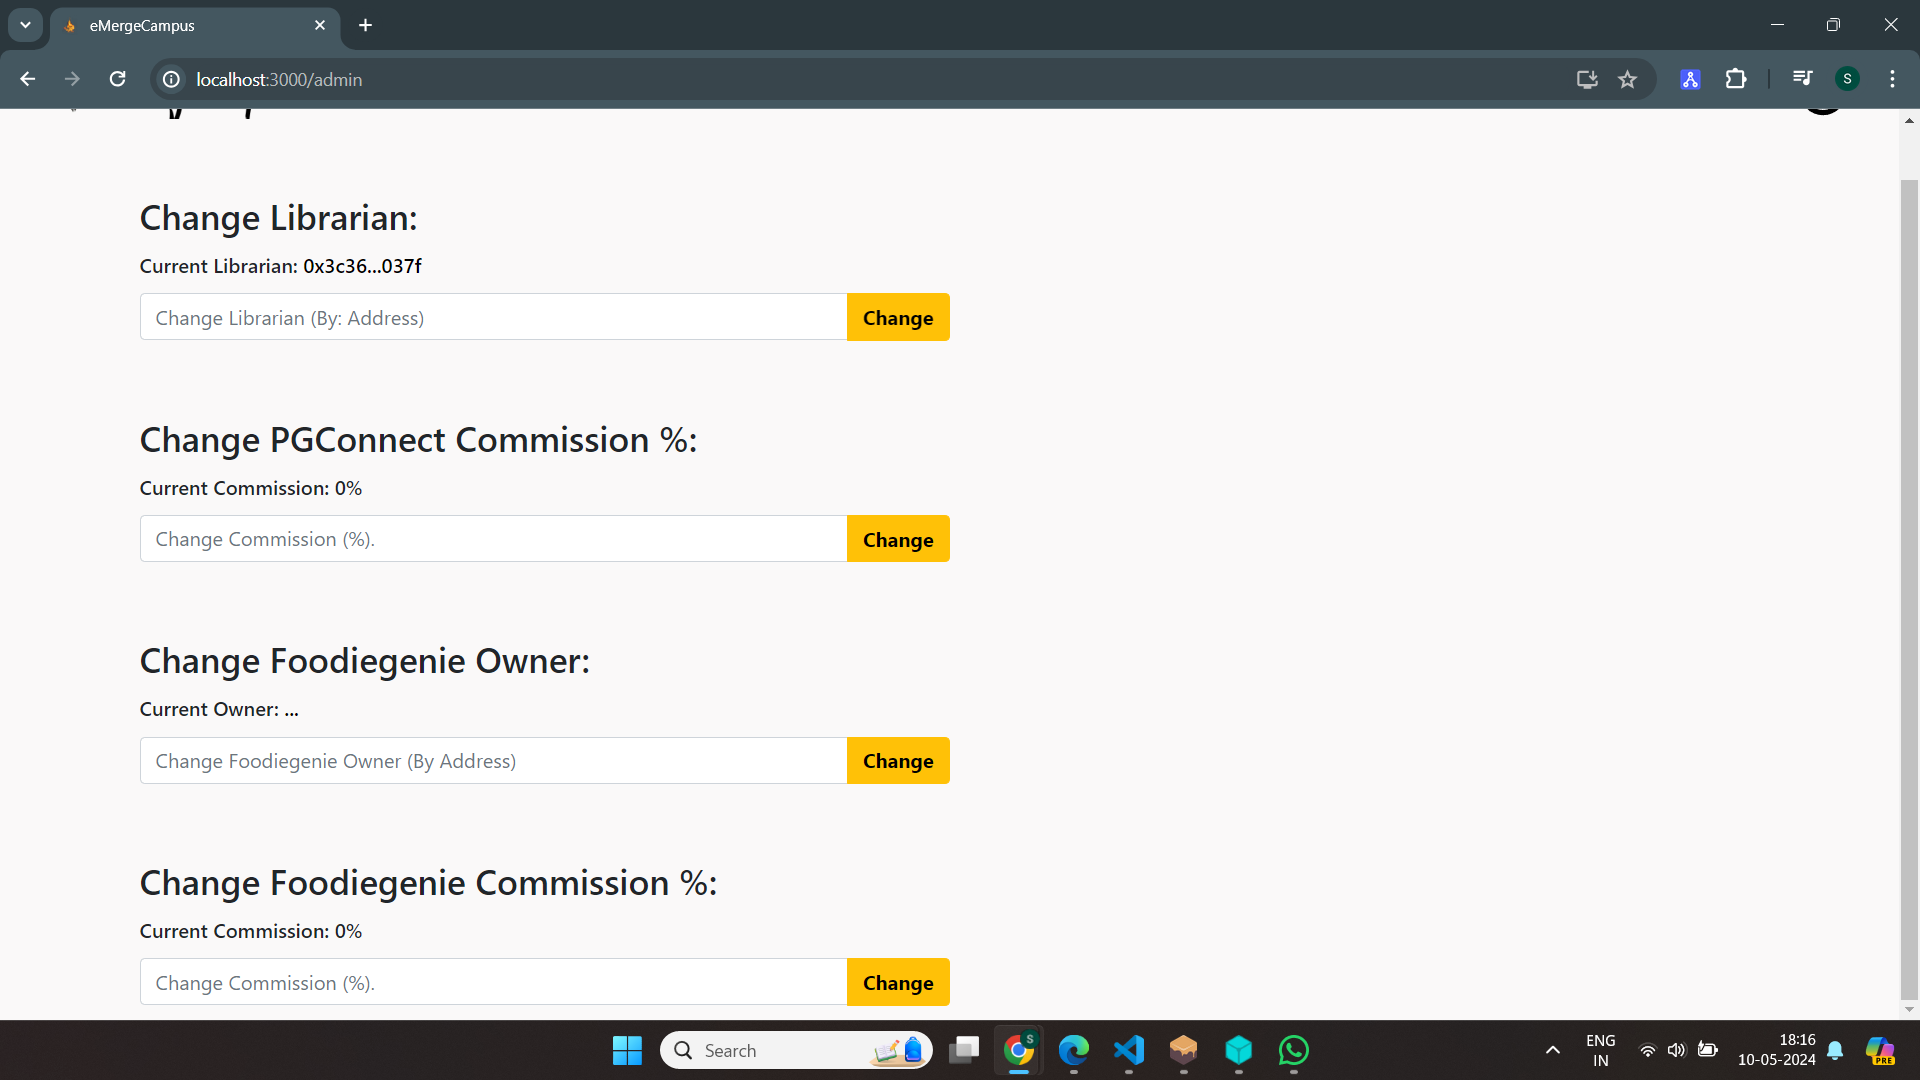 eMergeCampus
localhost:3000/admin
S
Change Librarian:
Current Librarian: 0x3c36...037f
Change Librarian (By: Address)
Change
Change PGConnect Commission %:
Current Commission: 0%
Change Commission (%).
Change
Change Foodiegenie Owner:
Current Owner: ...
Change Foodiegenie Owner (By Address)
Change
Change Foodiegenie Commission %:
Current Commission: 0%
Change Commission (%).
Change
Search
S
ENG
IN
18:16
10-05-2024
PRE